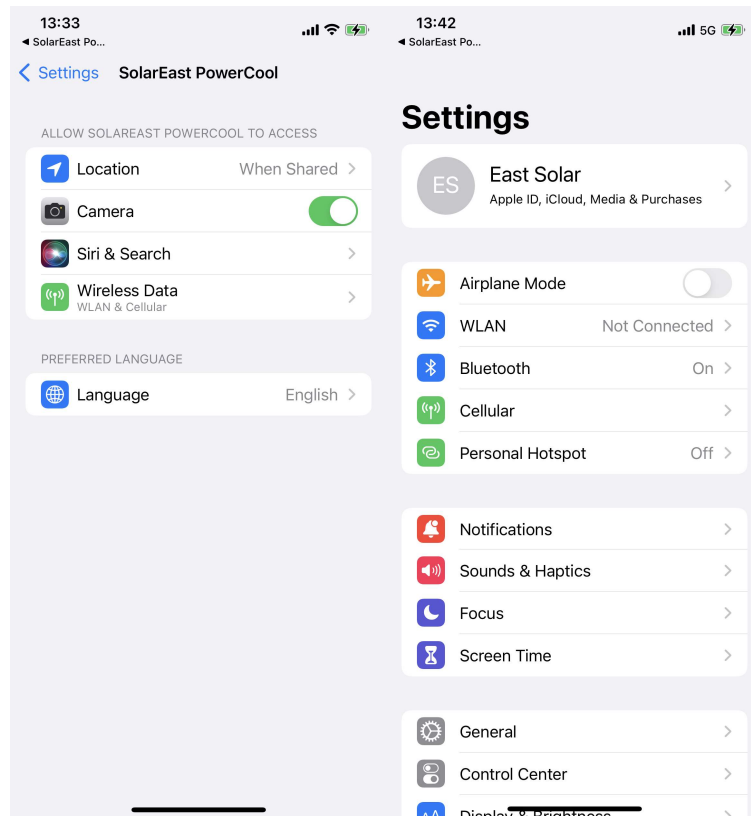 13:33
◀ SolarEast Po...
Settings SolarEast PowerCool
ALLOW SOLAREAST POWERCOOL TO ACCESS
Location When Shared
Camera
Siri & Search
Wireless Data
WLAN & Cellular
PREFERRED LANGUAGE
Language English
13:42
5G
◀ SolarEast Po...
Settings
ES
East Solar
Apple ID, iCloud, Media & Purchases
Airplane Mode
WLAN Not Connected
Bluetooth On
Cellular
Personal Hotspot Off
Notifications
Sounds & Haptics
Focus
Screen Time
General
Control Center
AA Display & Brightness